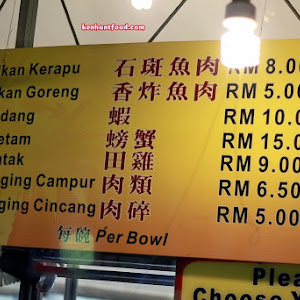 kenhuntfood.com
ikan Kerapu 石斑魚肉 RM 8.00
kan Goreng 香炸魚肉 RM 5.00
dang 蝦 RM 10.0
etam 螃蟹 RM 15.0
tak 田雞 RM 9.00
ging Campur 肉類 RM 6.50
ging Cincang 肉碎 RM 5.00
每碗 Per Bowl
Plea
Choose Y